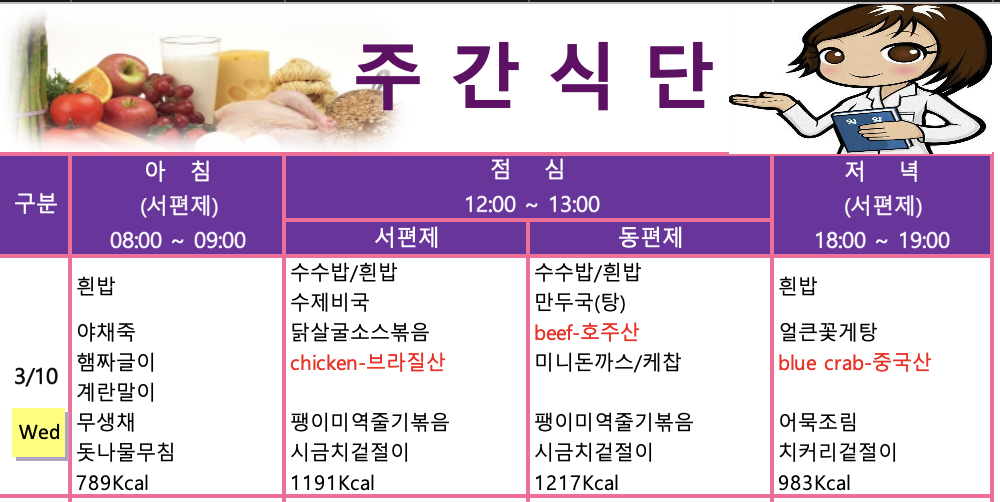 주 간 식 단
구분
아 침
(서편제)
08:00 ~ 09:00
점 심
12:00 ~ 13:00
서편제
동편제
저 녁
(서편제)
18:00 ~ 19:00
3/10
Wed
흰밥
야채죽
햄짜글이
계란말이
무생채
돗나물무침
789Kcal
수수밥/흰밥
수제비국
닭살굴소스볶음
chicken-브라질산
팽이미역줄기볶음
시금치겉절이
1191Kcal
수수밥/흰밥
만두국(탕)
beef-호주산
미니돈까스/케찹
팽이미역줄기볶음
시금치겉절이
1217Kcal
흰밥
얼큰꽃게탕
blue crab-중국산
어묵조림
치커리겉절이
983Kcal